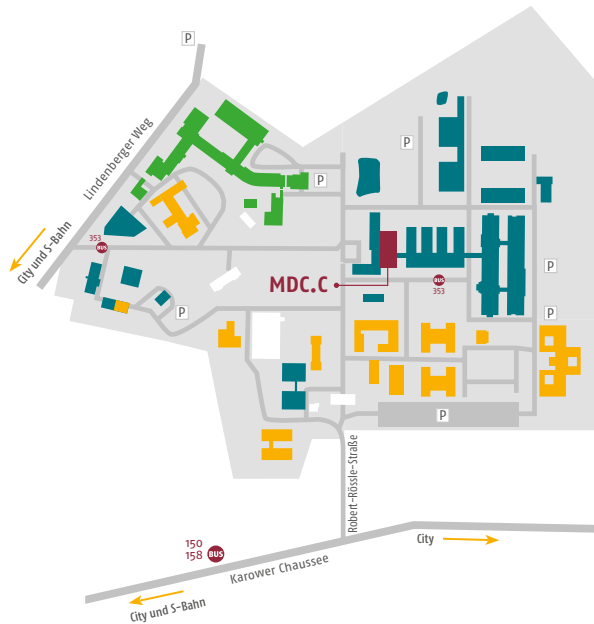 P
Lindenberger Weg
P
P
353
BUS
City und S-Bahn
MDC.C
BUS
353
P
P
P
P
Robert-Rössle-Straße
150
158
BUS
Karower Chaussee
City
City und S-Bahn